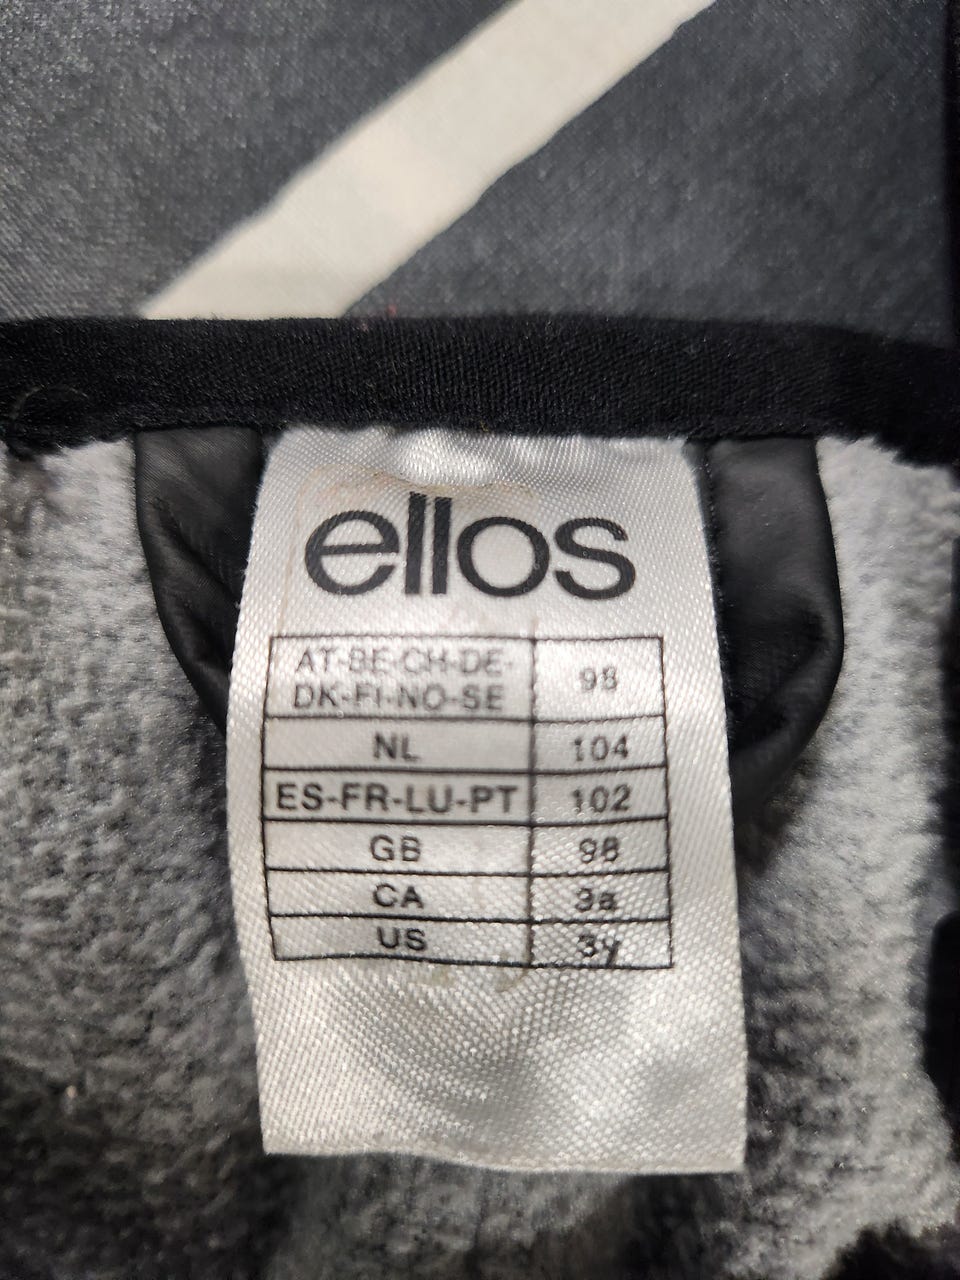 ellos
AT-BE-CH-DE- 98
DK-FI-NO-SE
NL 104
ES-FR-LU-PT 102
GB 98
CA 3a
US 3y